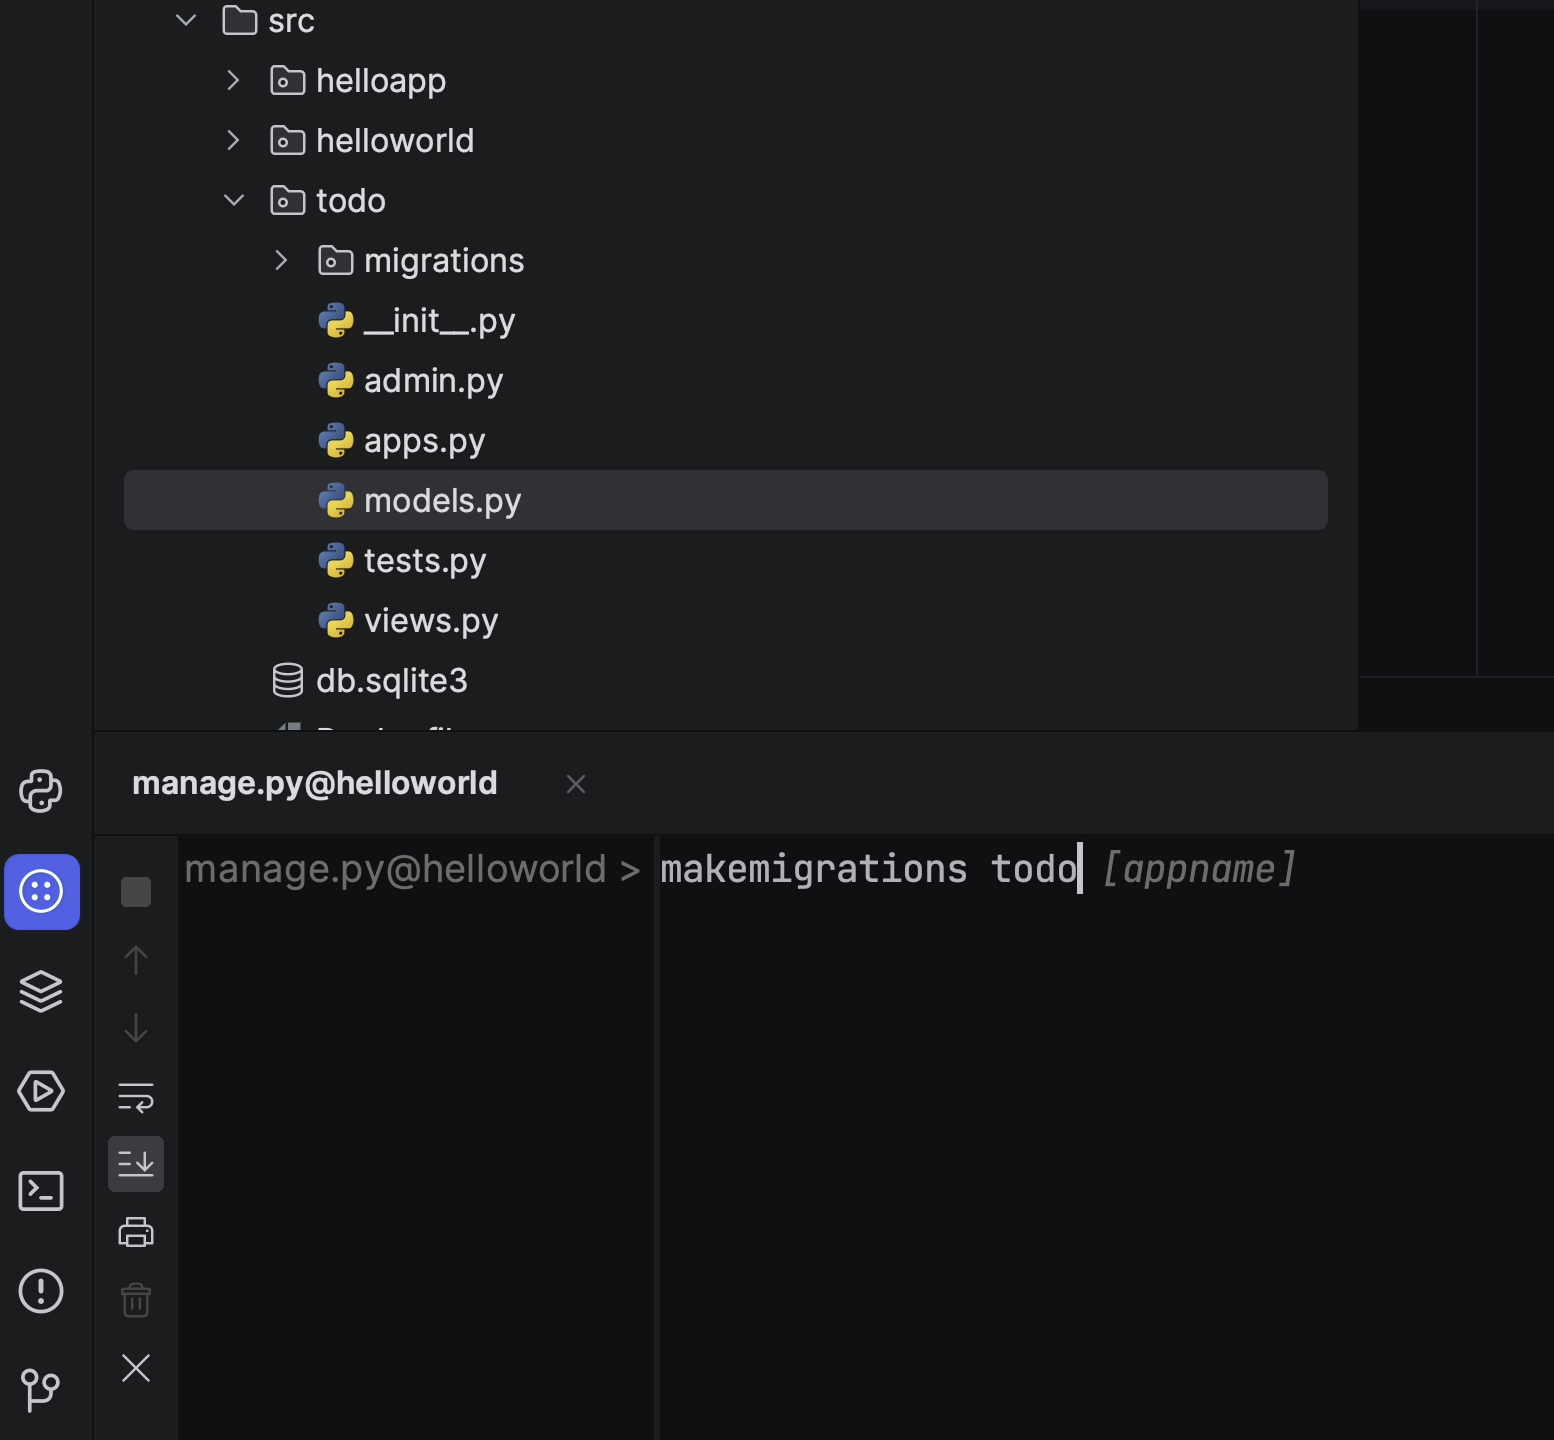 src
helloapp
helloworld
todo
migrations
__init__.py
admin.py
apps.py
models.py
tests.py
views.py
db.sqlite3
manage.py@helloworld
manage.py@helloworld > makemigrations todo [appname]